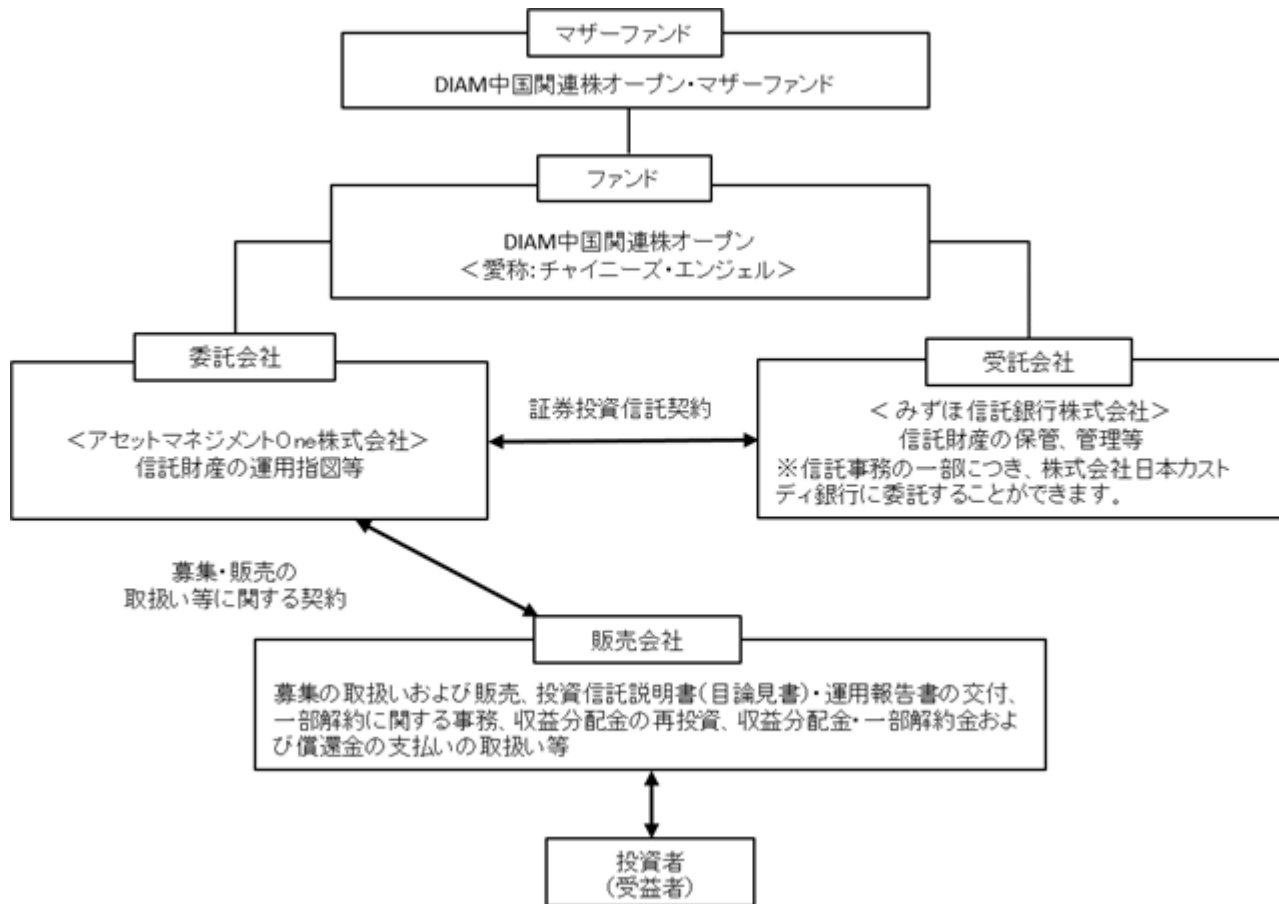 マザーファンド
DIAM中国関連株オープン・マザーファンド
ファンド
DIAM中国関連株オープン
＜愛称:チャイニーズ・エンジェル＞
委託会社
＜アセットマネジメントOne株式会社＞
信託財産の運用指図等
証券投資信託契約
受託会社
＜みずほ信託銀行株式会社＞
信託財産の保管、管理等
※信託事務の一部につき、株式会社日本カスト
ディ銀行に委託することができます。
募集・販売の
取扱い等に関する契約
販売会社
募集の取扱いおよび販売、投資信託説明書(目論見書)・運用報告書の交付、
一部解約に関する事務、収益分配金の再投資、収益分配金・一部解約金およ
び償還金の支払いの取扱い等
投資者
(受益者)